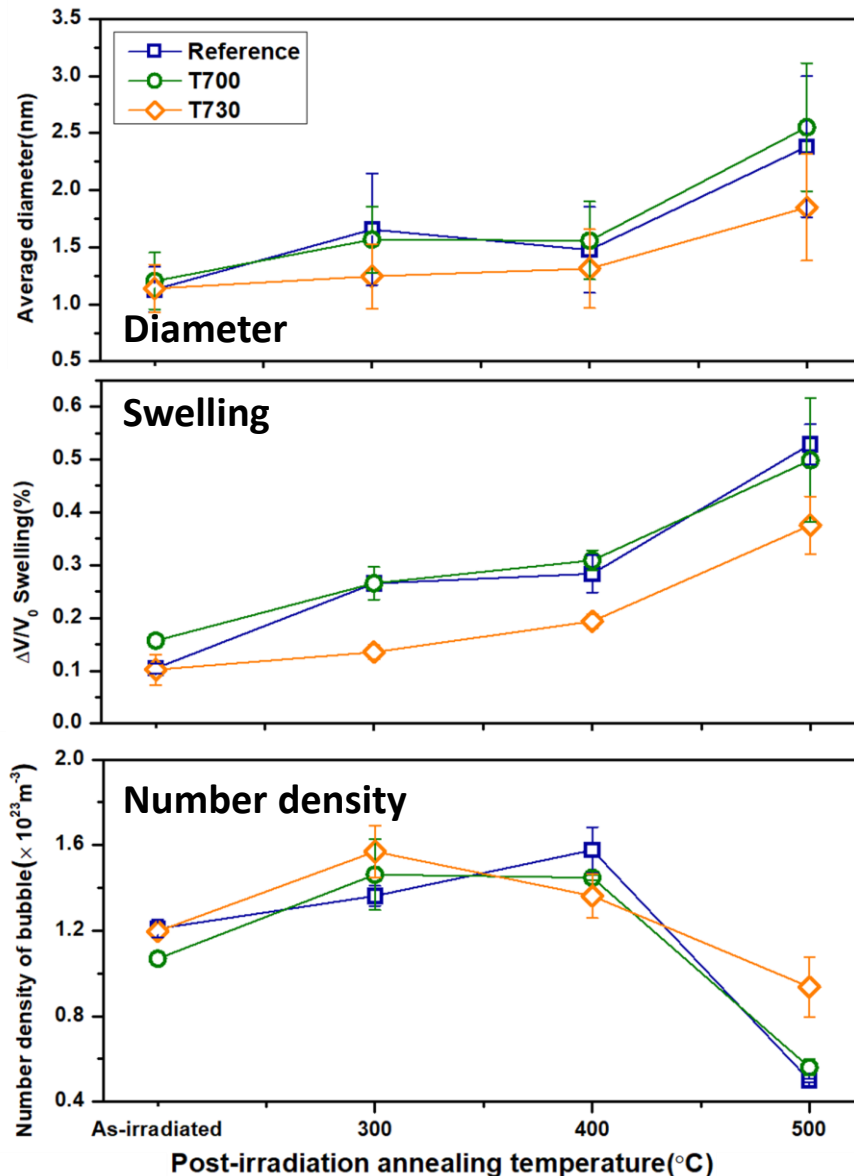 3.5
3.0
2.5
2.0
1.5
1.0
0.5
Average diameter(nm)
Reference
T700
T730
Diameter
0.6
0.5
0.4
0.3
0.2
0.1
0.0
ΔV/V₀ Swelling(%)
Swelling
2.0
1.6
1.2
0.8
0.4
Number density of bubble(× 10²³m⁻³)
Number density
As-irradiated 300 400 500
Post-irradiation annealing temperature(°C)